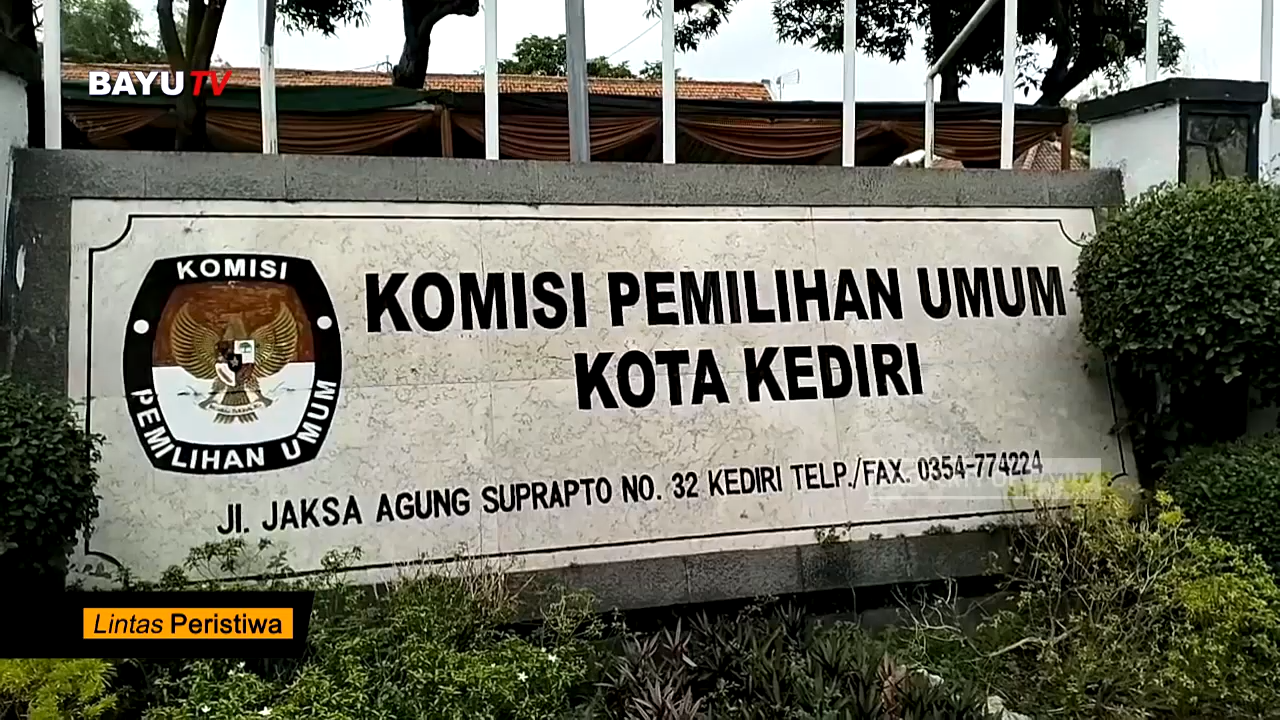 BAYU TV
KOMISI
PEMILIHAN UMUM
KOMISI PEMILIHAN UMUM
KOTA KEDIRI
Jl. JAKSA AGUNG SUPRAPTO NO. 32 KEDIRI TELP./FAX. 0354-774224
Lintas Peristiwa